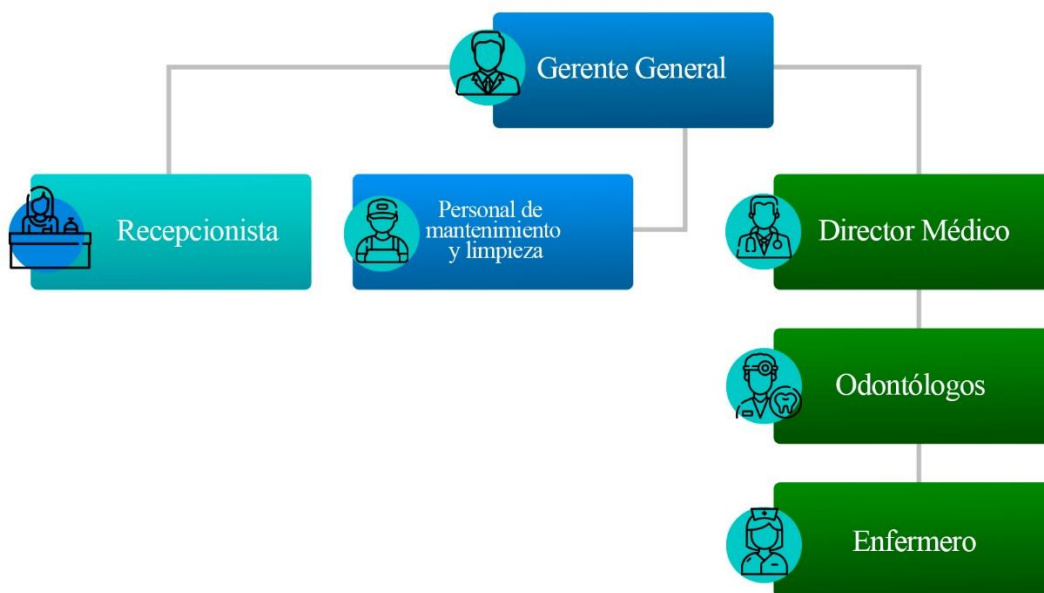 Gerente General
Recepcionista
Personal de
mantenimiento
y limpieza
Director Médico
Odontólogos
Enfermero